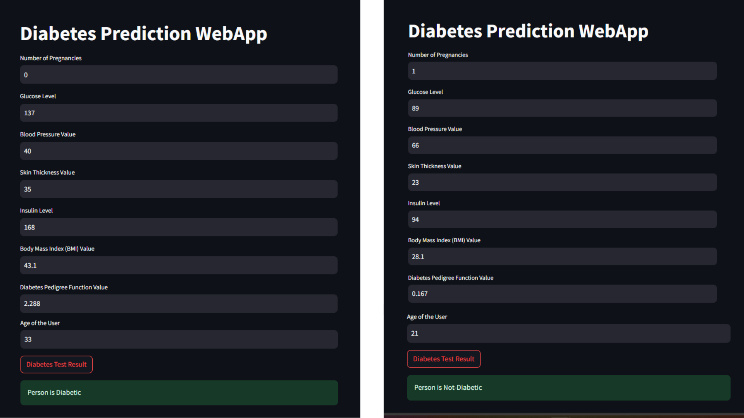 Diabetes Prediction WebApp
Number of Pregnancies
0
Glucose Level
137
Blood Pressure Value
40
Skin Thickness Value
35
Insulin Level
168
Body Mass Index (BMI) Value
43.1
Diabetes Pedigree Function Value
2.288
Age of the User
33
Diabetes Test Result
Person is Diabetic
Diabetes Prediction WebApp
Number of Pregnancies
1
Glucose Level
89
Blood Pressure Value
66
Skin Thickness Value
23
Insulin Level
94
Body Mass Index (BMI) Value
28.1
Diabetes Pedigree Function Value
0.167
Age of the User
21
Diabetes Test Result
Person is Not Diabetic